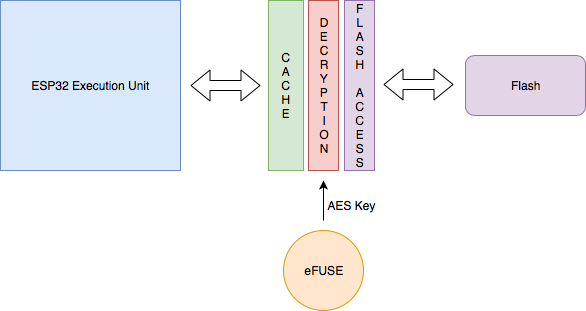 ESP32 Execution Unit
CACHE
DECRYPTION
FLASH ACCESS
Flash
AES Key
eFUSE